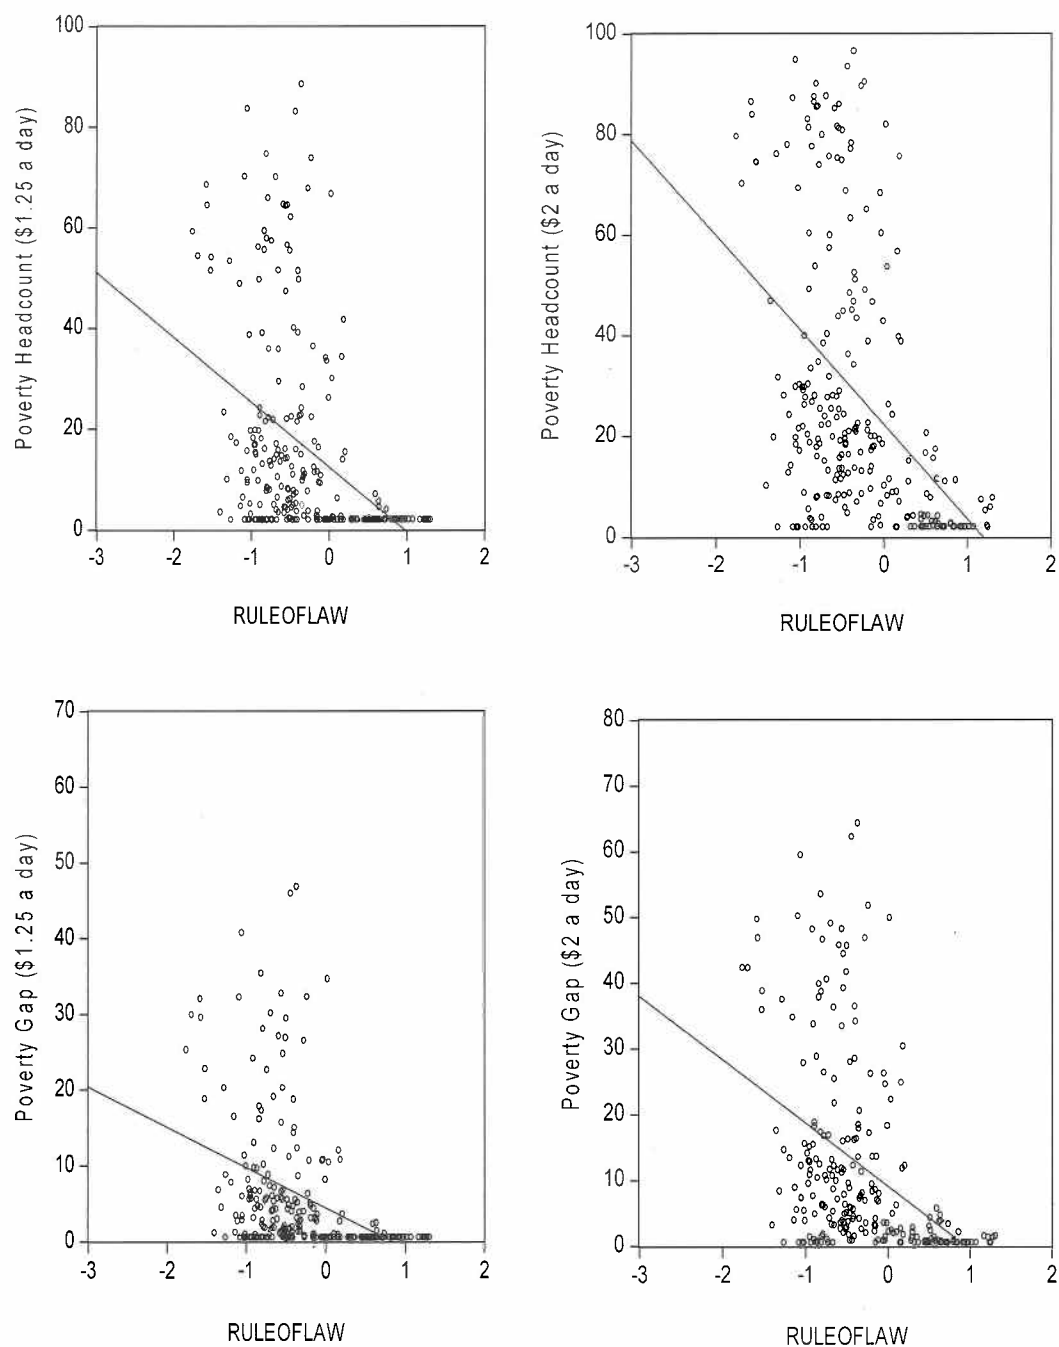 100
80
60
40
20
0
Poverty Headcount ($1.25 a day)
-3 -2 -1 0 1 2
RULEOFLAW
100
80
60
40
20
0
Poverty Headcount ($2 a day)
-3 -2 -1 0 1 2
RULEOFLAW
70
60
50
40
30
20
10
0
Poverty Gap ($1.25 a day)
-3 -2 -1 0 1 2
RULEOFLAW
80
70
60
50
40
30
20
10
0
Poverty Gap ($2 a day)
-3 -2 -1 0 1 2
RULEOFLAW